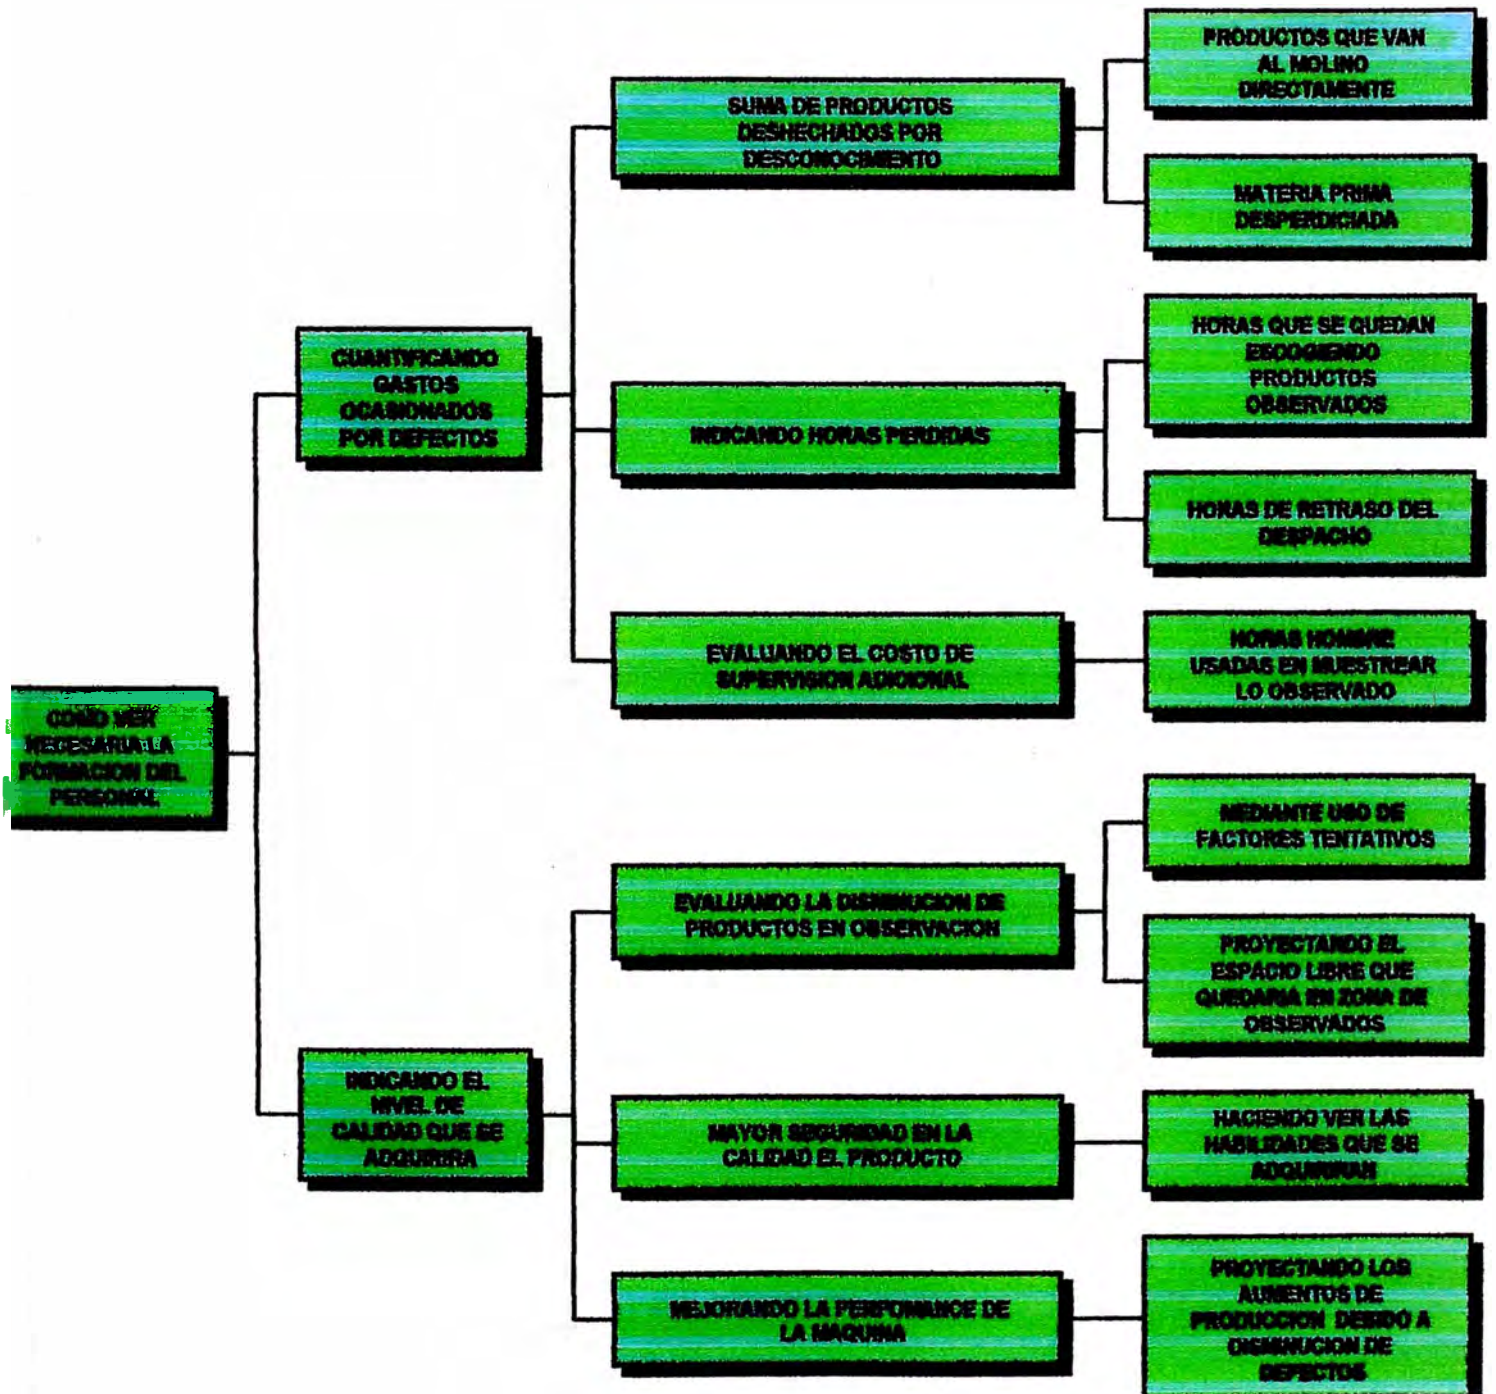 PRODUCTOS QUE VAN
AL MOLINO
DIRECTAMENTE
SUMA DE PRODUCTOS
DESHECHADOS POR
DESCONOCIMIENTO
MATERIA PRIMA
DESPERDICIADA
HORAS QUE SE QUEDAN
ESCOGIENDO
PRODUCTOS
OBSERVADOS
CUANTIFICANDO
GASTOS
OCASIONADOS
POR DEFECTOS
INDICANDO HORAS PERDIDAS
HORAS DE RETRASO DEL
DESPACHO
EVALUANDO EL COSTO DE
SUPERVISION ADICIONAL
HORAS HOMBRE
USADAS EN MUESTREAR
LO OBSERVADO
COMO VER
NECESARIA LA
FORMACION DEL
PERSONAL
MEDIANTE USO DE
FACTORES TENTATIVOS
EVALUANDO LA DISMINUCION DE
PRODUCTOS EN OBSERVACION
PROYECTANDO EL
ESPACIO LIBRE QUE
QUEDARIA EN ZONA DE
OBSERVADOS
INDICANDO EL
NIVEL DE
CALIDAD QUE SE
ADQUIRIRA
MAYOR SEGURIDAD EN LA
CALIDAD EL PRODUCTO
HACIENDO VER LAS
HABILIDADES QUE SE
ADQUIRIRAN
MEJORANDO LA PERFOMANCE DE
LA MAQUINA
PROYECTANDO LOS
AUMENTOS DE
PRODUCCION DEBIDO A
DISMINUCION DE
DEFECTOS